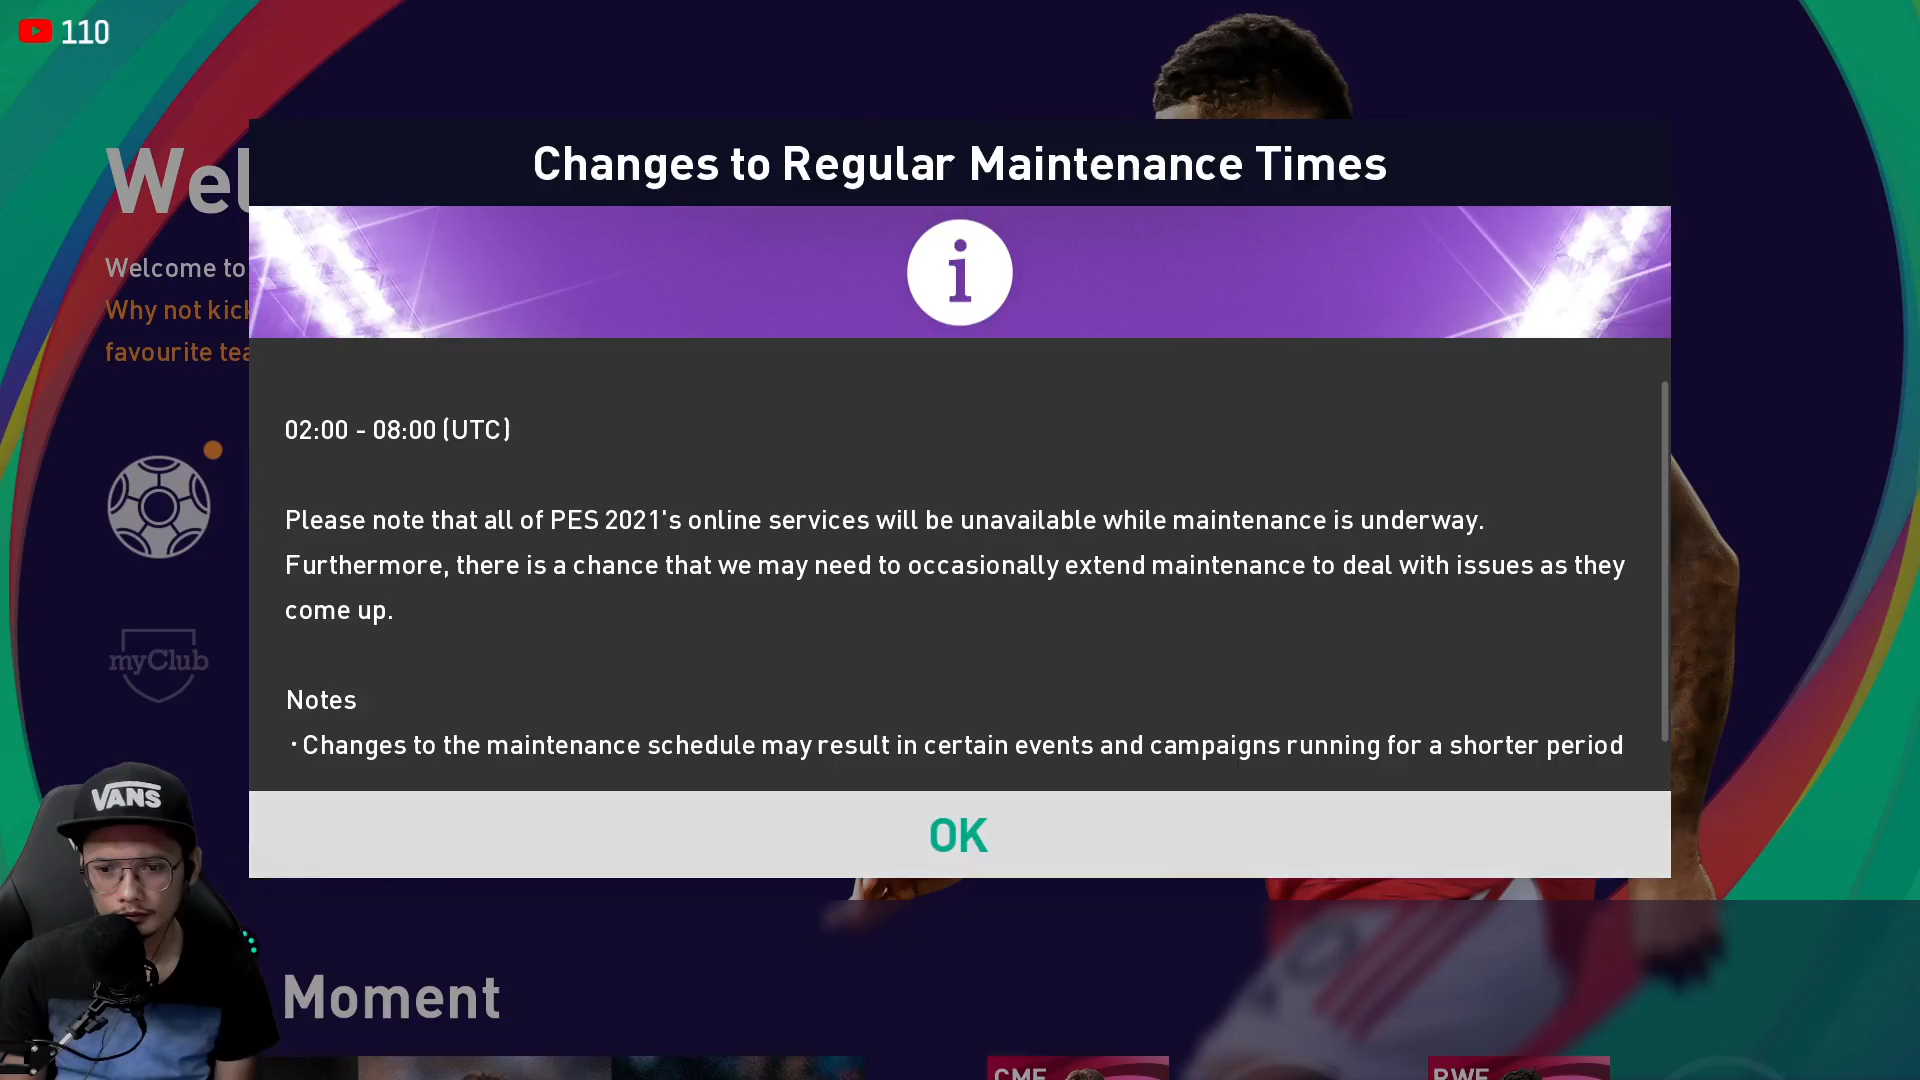 110
Changes to Regular Maintenance Times
Wel
Welcome to
Why not kick
favourite tea
i
02:00 - 08:00 (UTC)
Please note that all of PES 2021's online services will be unavailable while maintenance is underway.
Furthermore, there is a chance that we may need to occasionally extend maintenance to deal with issues as they
come up.
myClub
Notes
・Changes to the maintenance schedule may result in certain events and campaigns running for a shorter period
OK
VANS
Moment
CMF
RWF